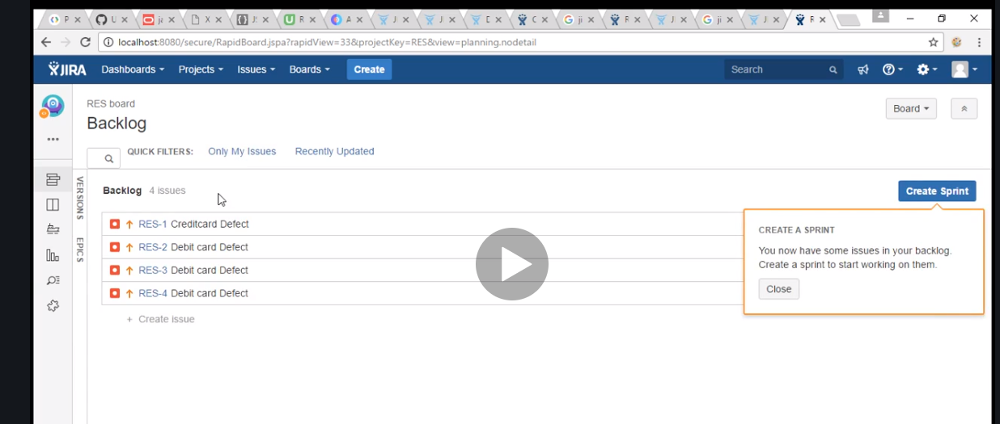 P U ja X JS R A J J D C ji R J ji J R
localhost:8080/secure/RapidBoard.jspa?rapidView=33&projectKey=RES&view=planning.nodetail
JIRA Dashboards Projects Issues Boards Create Search
RES board
Backlog
Board
QUICK FILTERS: Only My Issues Recently Updated
VERSIONS
EPICS
Backlog 4 issues
Create Sprint
RES-1 Creditcard Defect
RES-2 Debit card Defect
RES-3 Debit card Defect
RES-4 Debit card Defect
+ Create issue
CREATE A SPRINT
You now have some issues in your backlog.
Create a sprint to start working on them.
Close